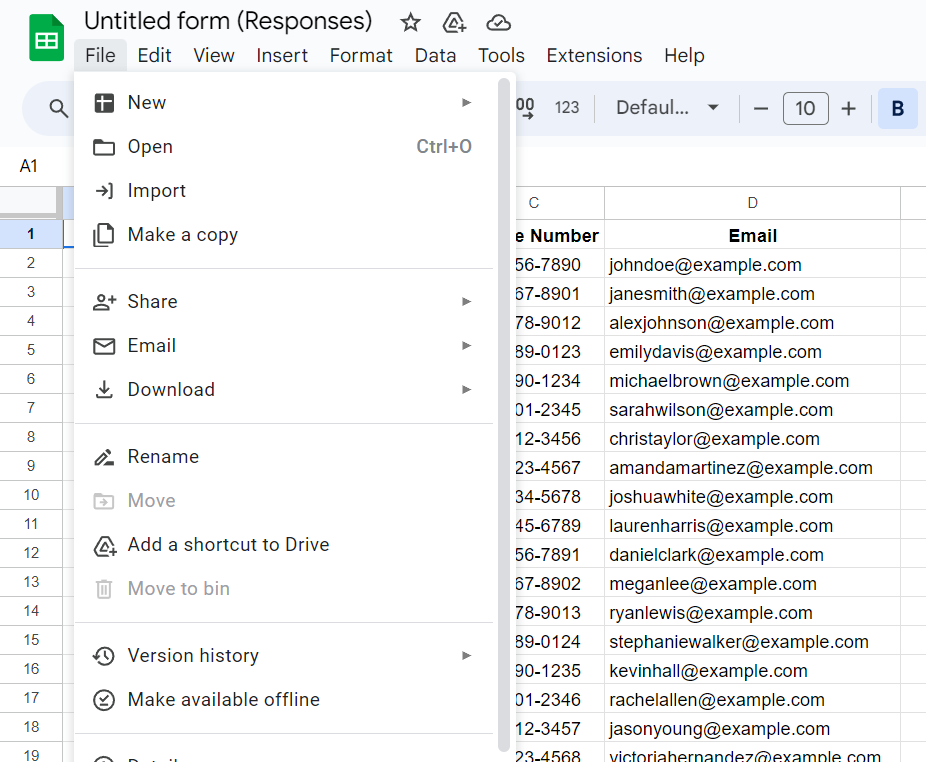 Untitled form (Responses)
File Edit View Insert Format Data Tools Extensions Help
00 123 Defaul... 10 B
A1
New
Open Ctrl+O
Import
Make a copy
Share
Email
Download
Rename
Move
Add a shortcut to Drive
Move to bin
Version history
Make available offline
C D
1 e Number Email
2 56-7890 johndoe@example.com
3 67-8901 janesmith@example.com
4 78-9012 alexjohnson@example.com
5 89-0123 emilydavis@example.com
6 90-1234 michaelbrown@example.com
7 01-2345 sarahwilson@example.com
8 12-3456 christaylor@example.com
9 23-4567 amandamartinez@example.com
10 34-5678 joshuawhite@example.com
11 45-6789 laurenharris@example.com
12 56-7891 danielclark@example.com
13 67-8902 meganlee@example.com
14 78-9013 ryanlewis@example.com
15 89-0124 stephaniewalker@example.com
16 90-1235 kevinhall@example.com
17 01-2346 rachelallen@example.com
18 12-3457 jasonyoung@example.com
19 23-4568 victoriahernandez@example.com